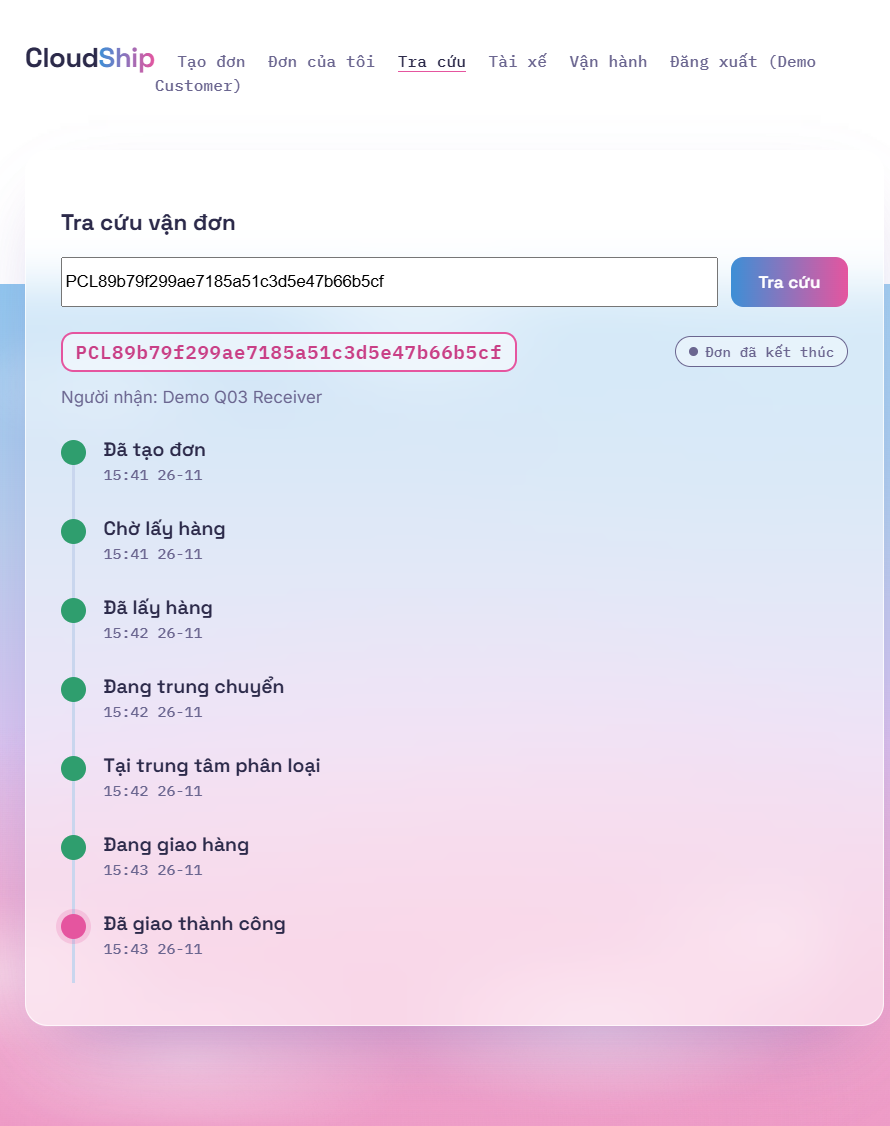 CloudShip Tạo đơn Đơn của tôi Tra cứu Tài xế Vận hành Đăng xuất (Demo
Customer)
Tra cứu vận đơn
PCL89b79f299ae7185a51c3d5e47b66b5cf Tra cứu
PCL89b79f299ae7185a51c3d5e47b66b5cf Đơn đã kết thúc
Người nhận: Demo Q03 Receiver
Đã tạo đơn
15:41 26-11
Chờ lấy hàng
15:41 26-11
Đã lấy hàng
15:42 26-11
Đang trung chuyển
15:42 26-11
Tại trung tâm phân loại
15:42 26-11
Đang giao hàng
15:43 26-11
Đã giao thành công
15:43 26-11